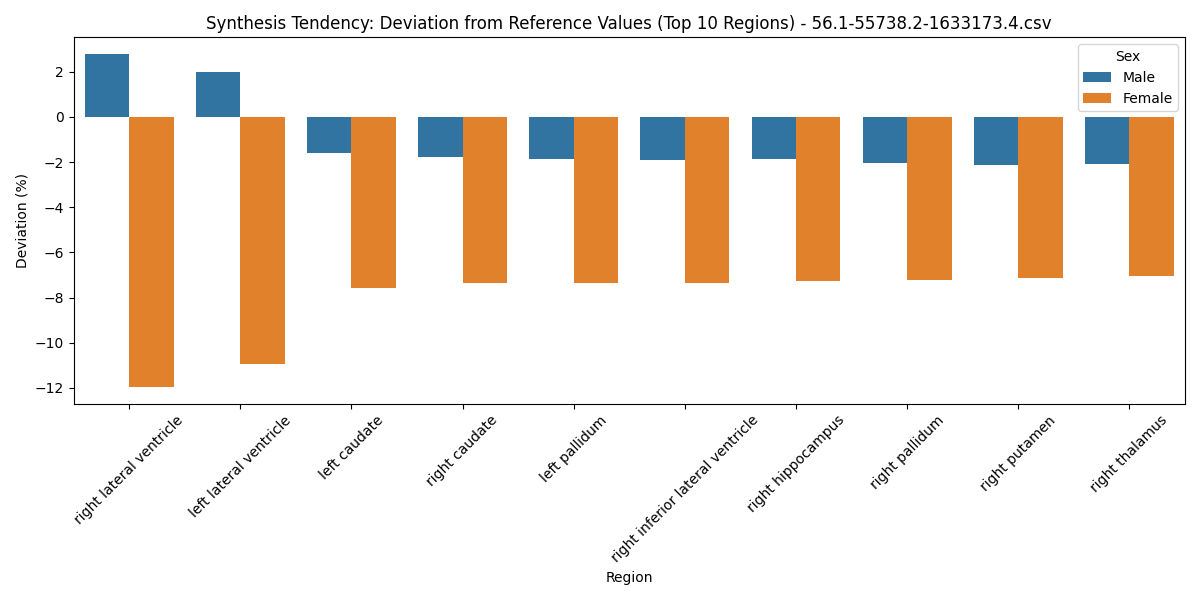 Synthesis Tendency: Deviation from Reference Values (Top 10 Regions) - 56.1-55738.2-1633173.4.csv
Sex
Male
Female
2
0
−2
−4
−6
−8
−10
−12
Deviation (%)
right lateral ventricle
left lateral ventricle
left caudate
right caudate
left pallidum
right inferior lateral ventricle
right hippocampus
right pallidum
right putamen
right thalamus
Region